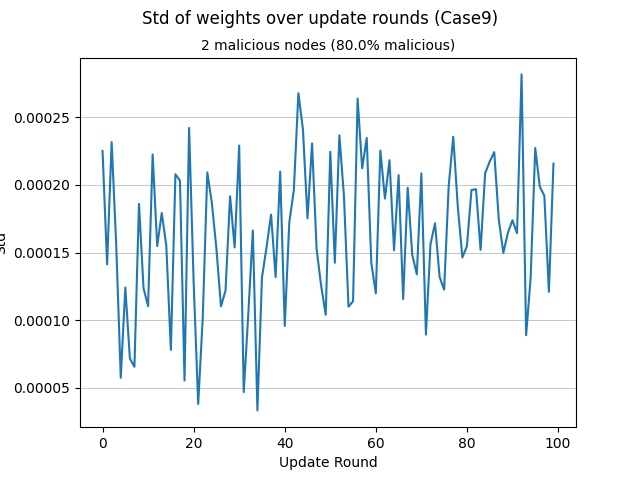 Std of weights over update rounds (Case9)
2 malicious nodes (80.0% malicious)
0.00025
0.00020
0.00015
0.00010
0.00005
Std
0 20 40 60 80 100
Update Round